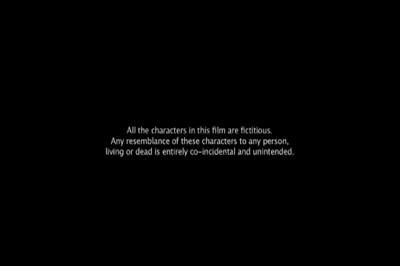 All the characters in this film are fictitious.
Any resemblance of these characters to any person,
living or dead is entirely co-incidental and unintended.